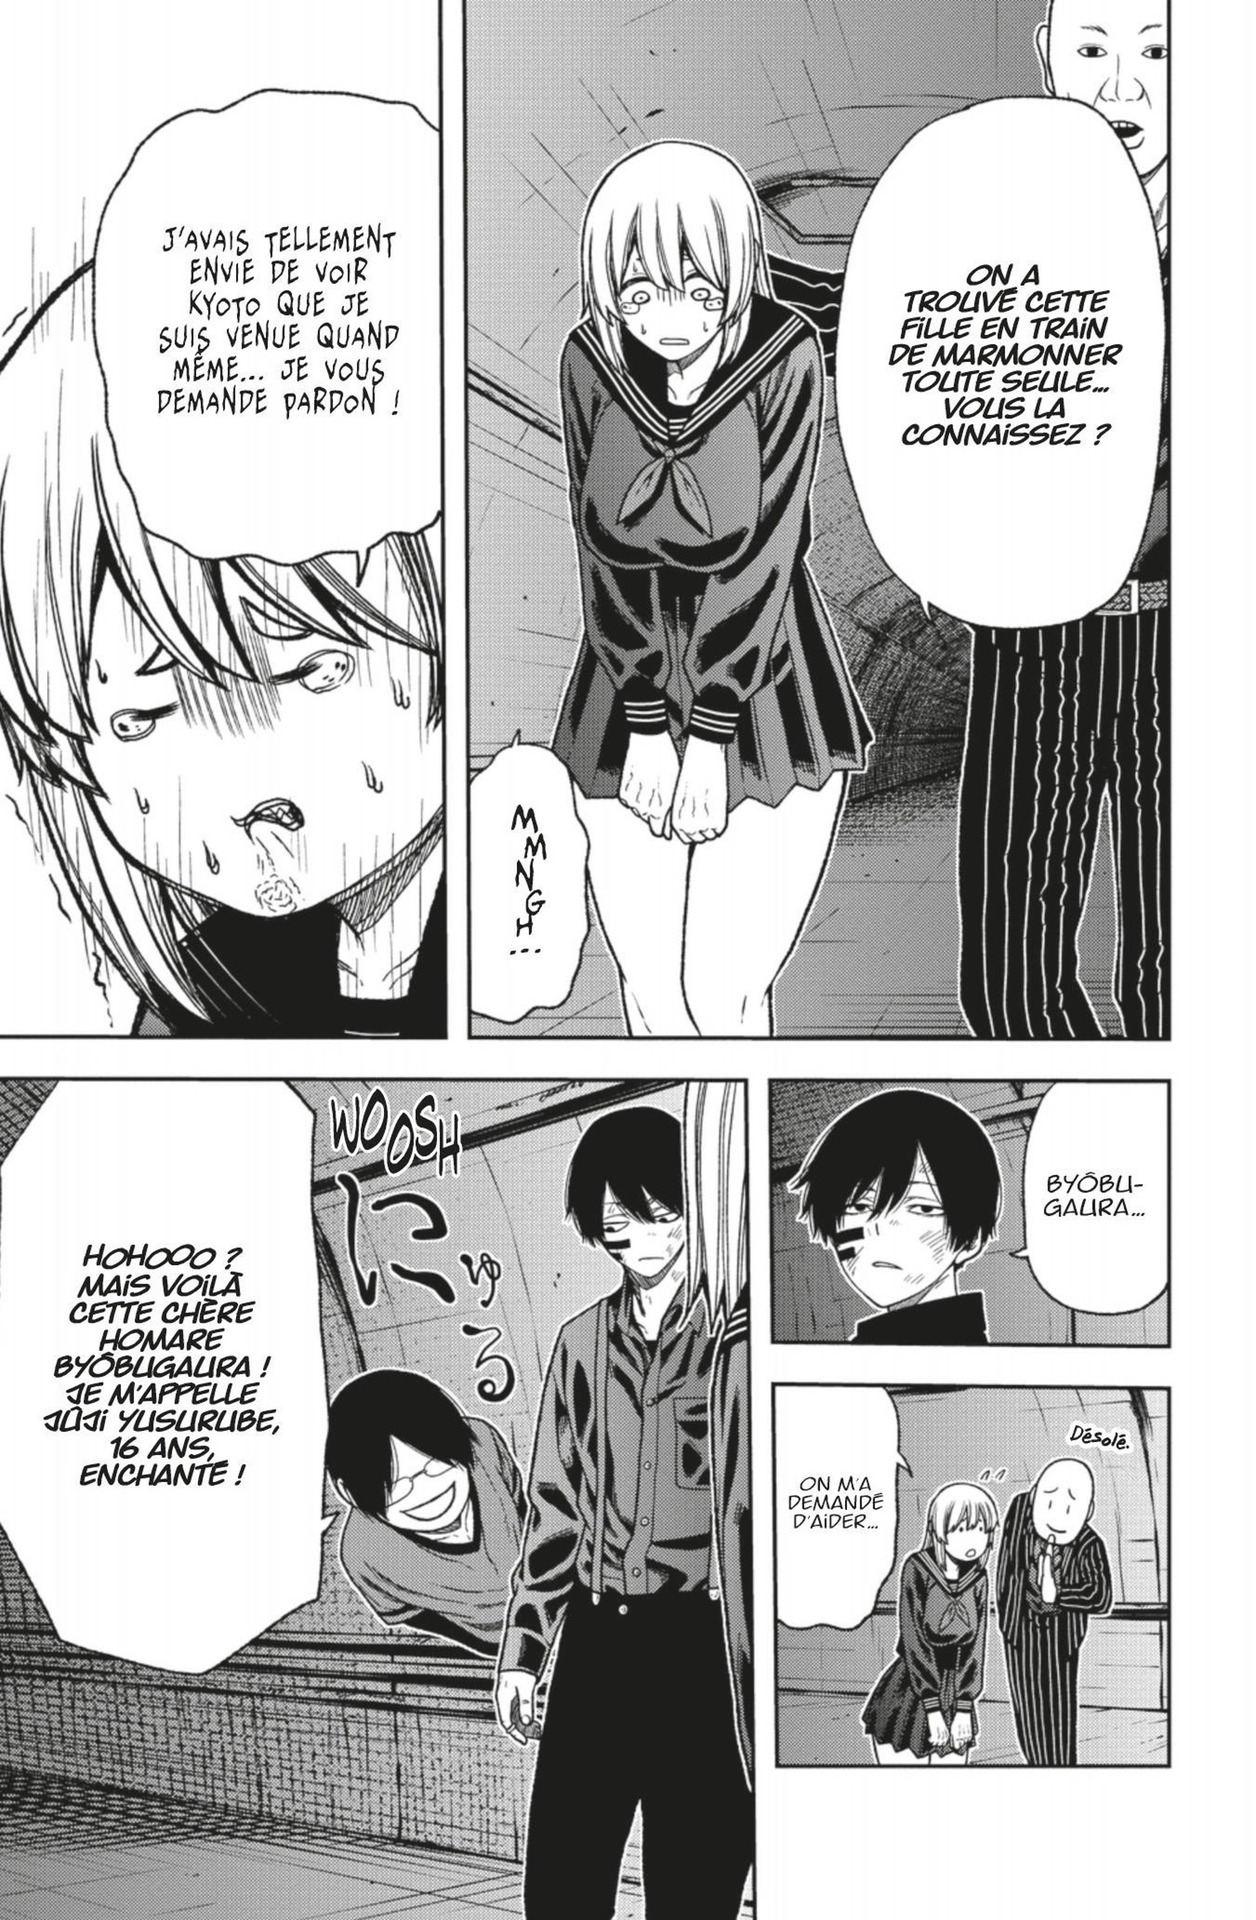 ON A
TROUVÉ CETTE
FILLE EN TRAIN
DE MARMONNER
TOUTE SEULE...
VOUS LA
CONNAISSEZ ?
MMNGH...
J'AVAIS TELLEMENT
ENVIE DE VOIR
KYOTO QUE JE
SUIS VENUE QUAND
MÊME... JE VOUS
DEMANDE PARDON !
BYÔBU-
GAURA...
Désolé.
ON M'A
DEMANDÉ
D'AIDER...
WOOSH
にゅる
HOHOOO ?
MAIS VOILÀ
CETTE CHÈRE
HOMARE
BYÔBUGAURA !
JE M'APPELLE
JÛJI YUSURUBE,
16 ANS,
ENCHANTÉ !